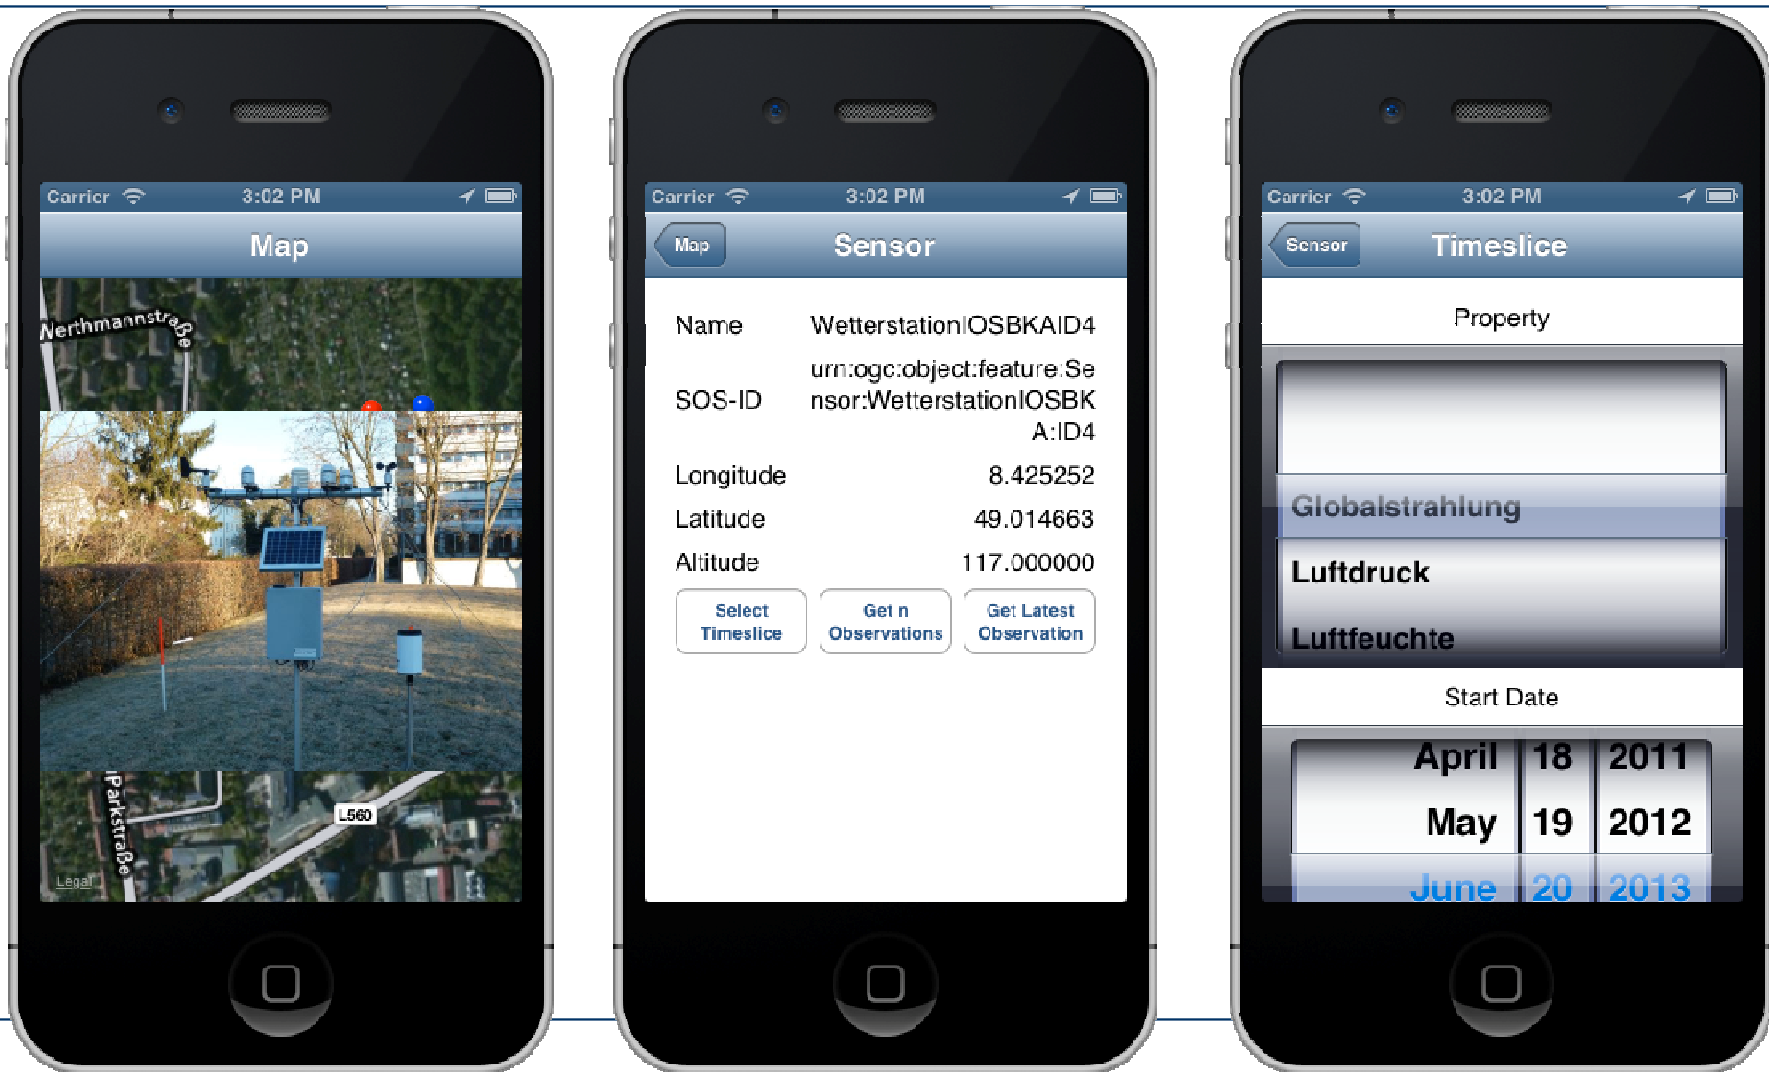 Carrier 3:02 PM
Map
Werthmannstraße
Parkstraße
L560
Legal
Carrier 3:02 PM
Map Sensor
Name WetterstationIOSBKAID4
SOS-ID urn:ogc:object:feature:Se
nsor:WetterstationIOSBK
A:ID4
Longitude 8.425252
Latitude 49.014663
Altitude 117.000000
Select
Timeslice
Get n
Observations
Get Latest
Observation
Carrier 3:02 PM
Sensor Timeslice
Property
Globalstrahlung
Luftdruck
Luftfeuchte
Start Date
April 18 2011
May 19 2012
June 20 2013